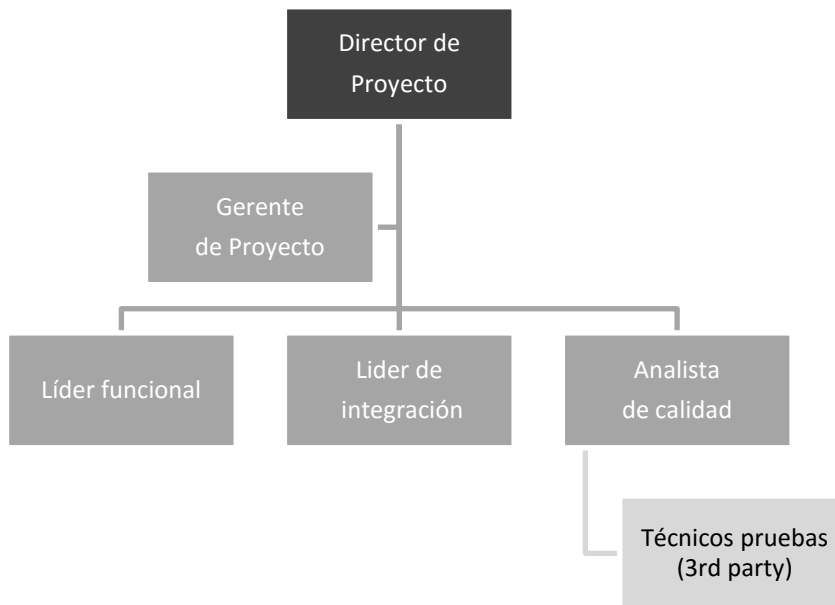 Director de
Proyecto
Gerente
de Proyecto
Líder funcional
Lider de
integración
Analista
de calidad
Técnicos pruebas
(3rd party)